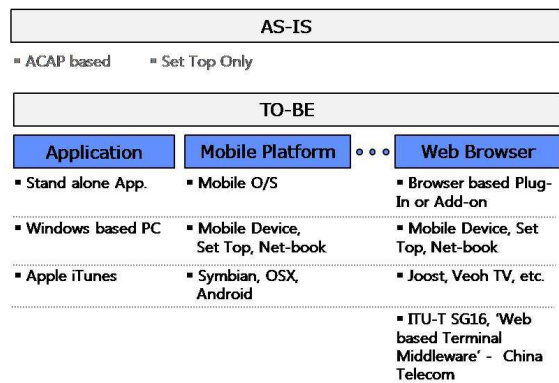 AS-IS
▪ ACAP based ▪ Set Top Only
TO-BE
Application
Mobile Platform
Web Browser
▪ Stand alone App.
▪ Mobile O/S
▪ Browser based Plug-
In or Add-on
▪ Windows based PC
▪ Mobile Device,
Set Top, Net-book
▪ Mobile Device, Set
Top, Net-book
▪ Apple iTunes
▪ Symbian, OSX,
Android
▪ Joost, Veoh TV, etc.
▪ ITU-T SG16, ‘Web
based Terminal
Middleware’ - China
Telecom